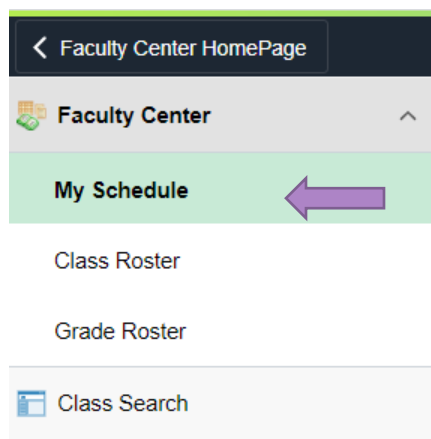 Faculty Center HomePage
Faculty Center
My Schedule
Class Roster
Grade Roster
Class Search